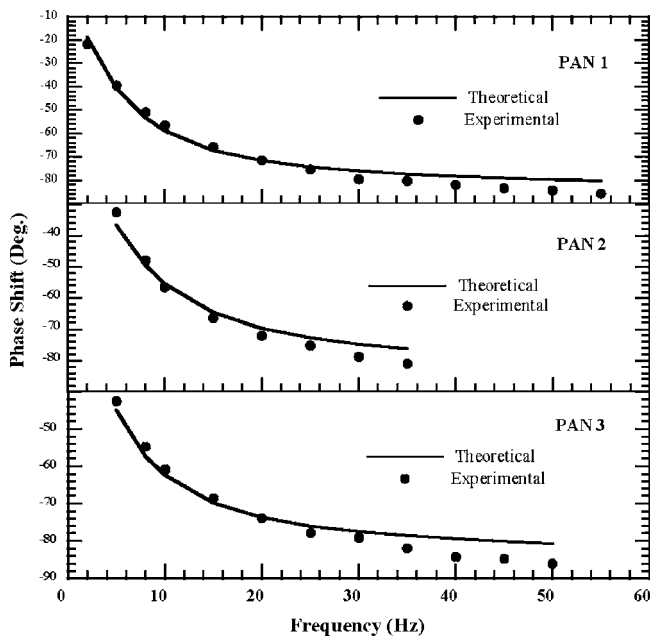 -10
-20
-30
-40
-50
-60
-70
-80
PAN 1
Theoretical
Experimental
-40
-50
-60
-70
-80
PAN 2
Theoretical
Experimental
Phase Shift (Deg.)
-50
-60
-70
-80
-90
PAN 3
Theoretical
Experimental
0 10 20 30 40 50 60
Frequency (Hz)